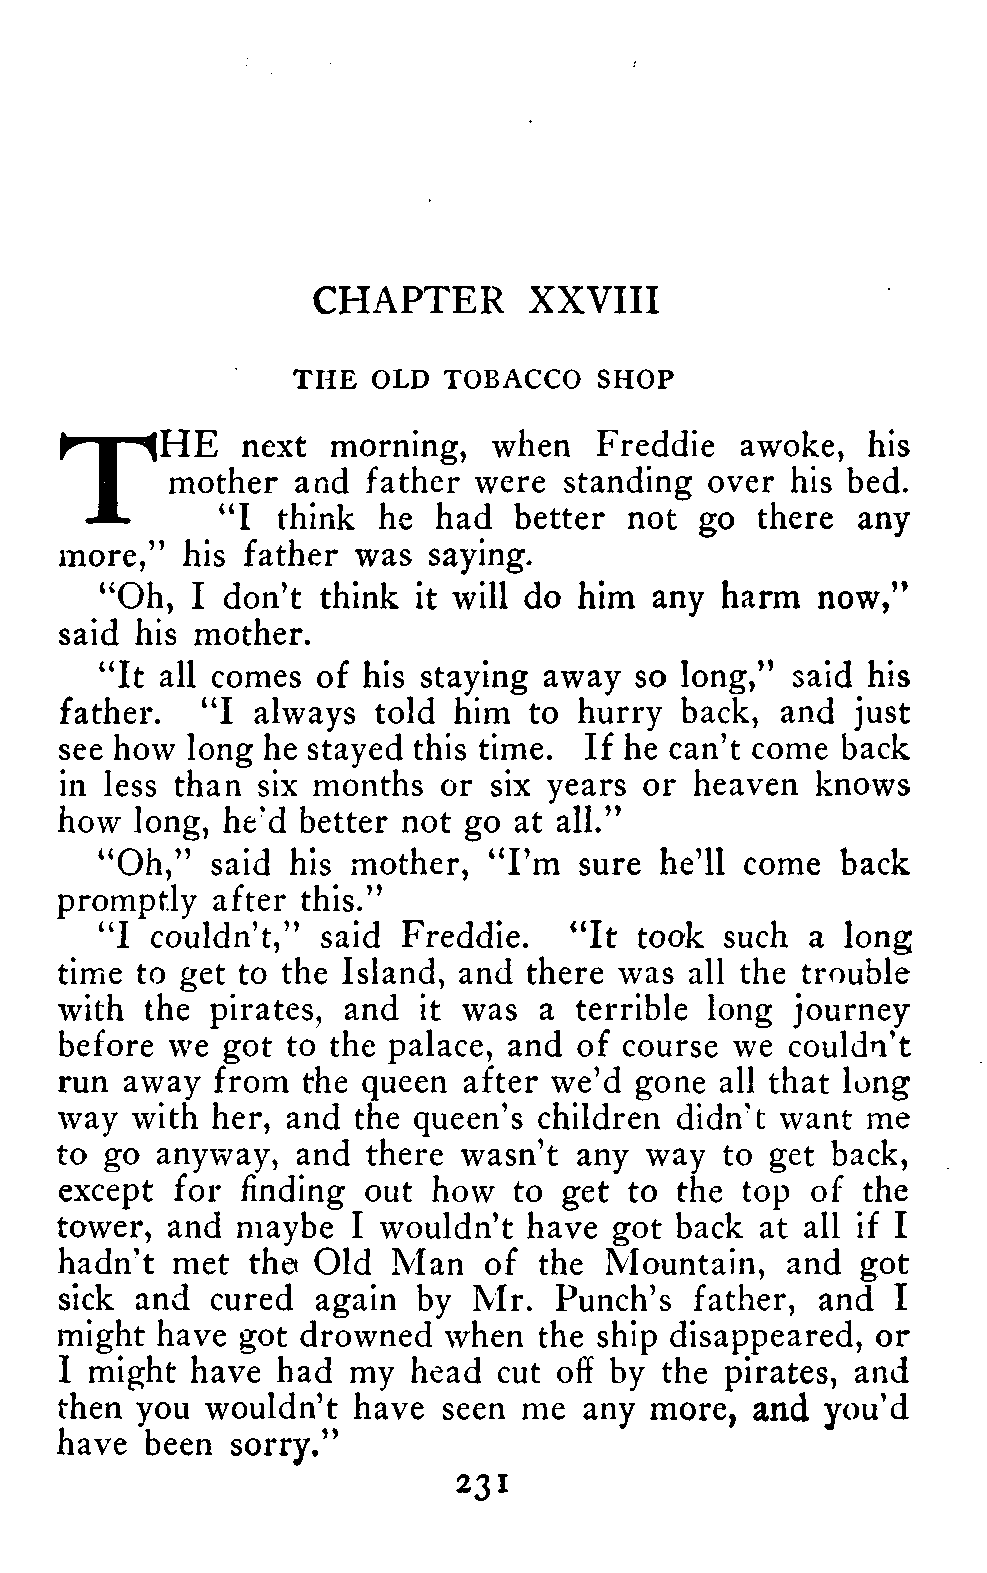 CHAPTER XXVIII
THE OLD TOBACCO SHOP
THE next morning, when Freddie awoke, his
mother and father were standing over his bed.
“I think he had better not go there any
more,” his father was saying.
“Oh, I don't think it will do him any harm now,”
said his mother.
“It all comes of his staying away so long,” said his
father. “I always told him to hurry back, and just
see how long he stayed this time. If he can't come back
in less than six months or six years or heaven knows
how long, he'd better not go at all.”
“Oh,” said his mother, “I'm sure he'll come back
promptly after this.”
“I couldn't,” said Freddie. “It took such a long
time to get to the Island, and there was all the trouble
with the pirates, and it was a terrible long journey
before we got to the palace, and of course we couldn't
run away from the queen after we'd gone all that long
way with her, and the queen's children didn't want me
to go anyway, and there wasn't any way to get back,
except for finding out how to get to the top of the
tower, and maybe I wouldn't have got back at all if I
hadn't met the Old Man of the Mountain, and got
sick and cured again by Mr. Punch's father, and I
might have got drowned when the ship disappeared, or
I might have had my head cut off by the pirates, and
then you wouldn't have seen me any more, and you'd
have been sorry.”
231